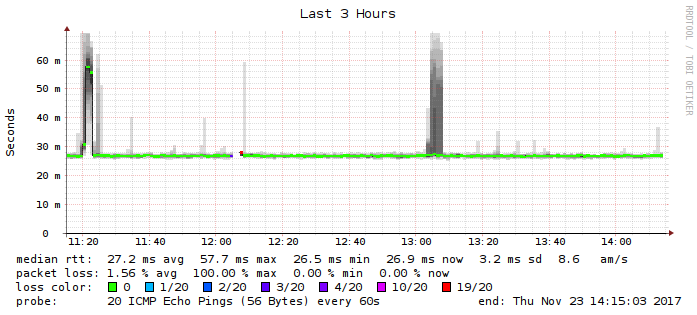 Last 3 Hours
RRDTOOL / TOBI OETIKER
Seconds
60 m
50 m
40 m
30 m
20 m
10 m
0
11:20 11:40 12:00 12:20 12:40 13:00 13:20 13:40 14:00
median rtt: 27.2 ms avg 57.7 ms max 26.5 ms min 26.9 ms now 3.2 ms sd 8.6 am/s
packet loss: 1.56 % avg 100.00 % max 0.00 % min 0.00 % now
loss color: 0 1/20 2/20 3/20 4/20 10/20 19/20
probe: 20 ICMP Echo Pings (56 Bytes) every 60s end: Thu Nov 23 14:15:03 2017